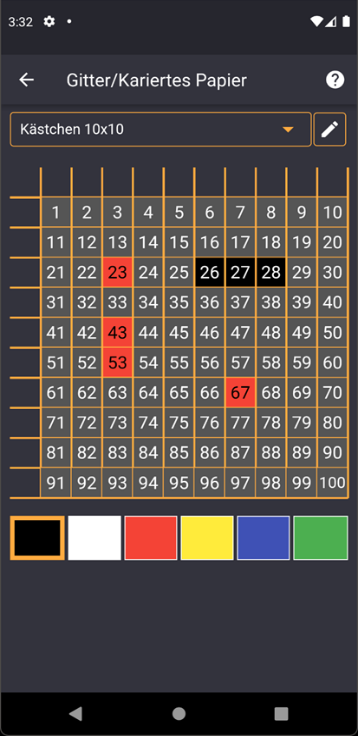 3:32
Gitter/Kariertes Papier
?
Kästchen 10x10
1 2 3 4 5 6 7 8 9 10
11 12 13 14 15 16 17 18 19 20
21 22 23 24 25 26 27 28 29 30
31 32 33 34 35 36 37 38 39 40
41 42 43 44 45 46 47 48 49 50
51 52 53 54 55 56 57 58 59 60
61 62 63 64 65 66 67 68 69 70
71 72 73 74 75 76 77 78 79 80
81 82 83 84 85 86 87 88 89 90
91 92 93 94 95 96 97 98 99 100